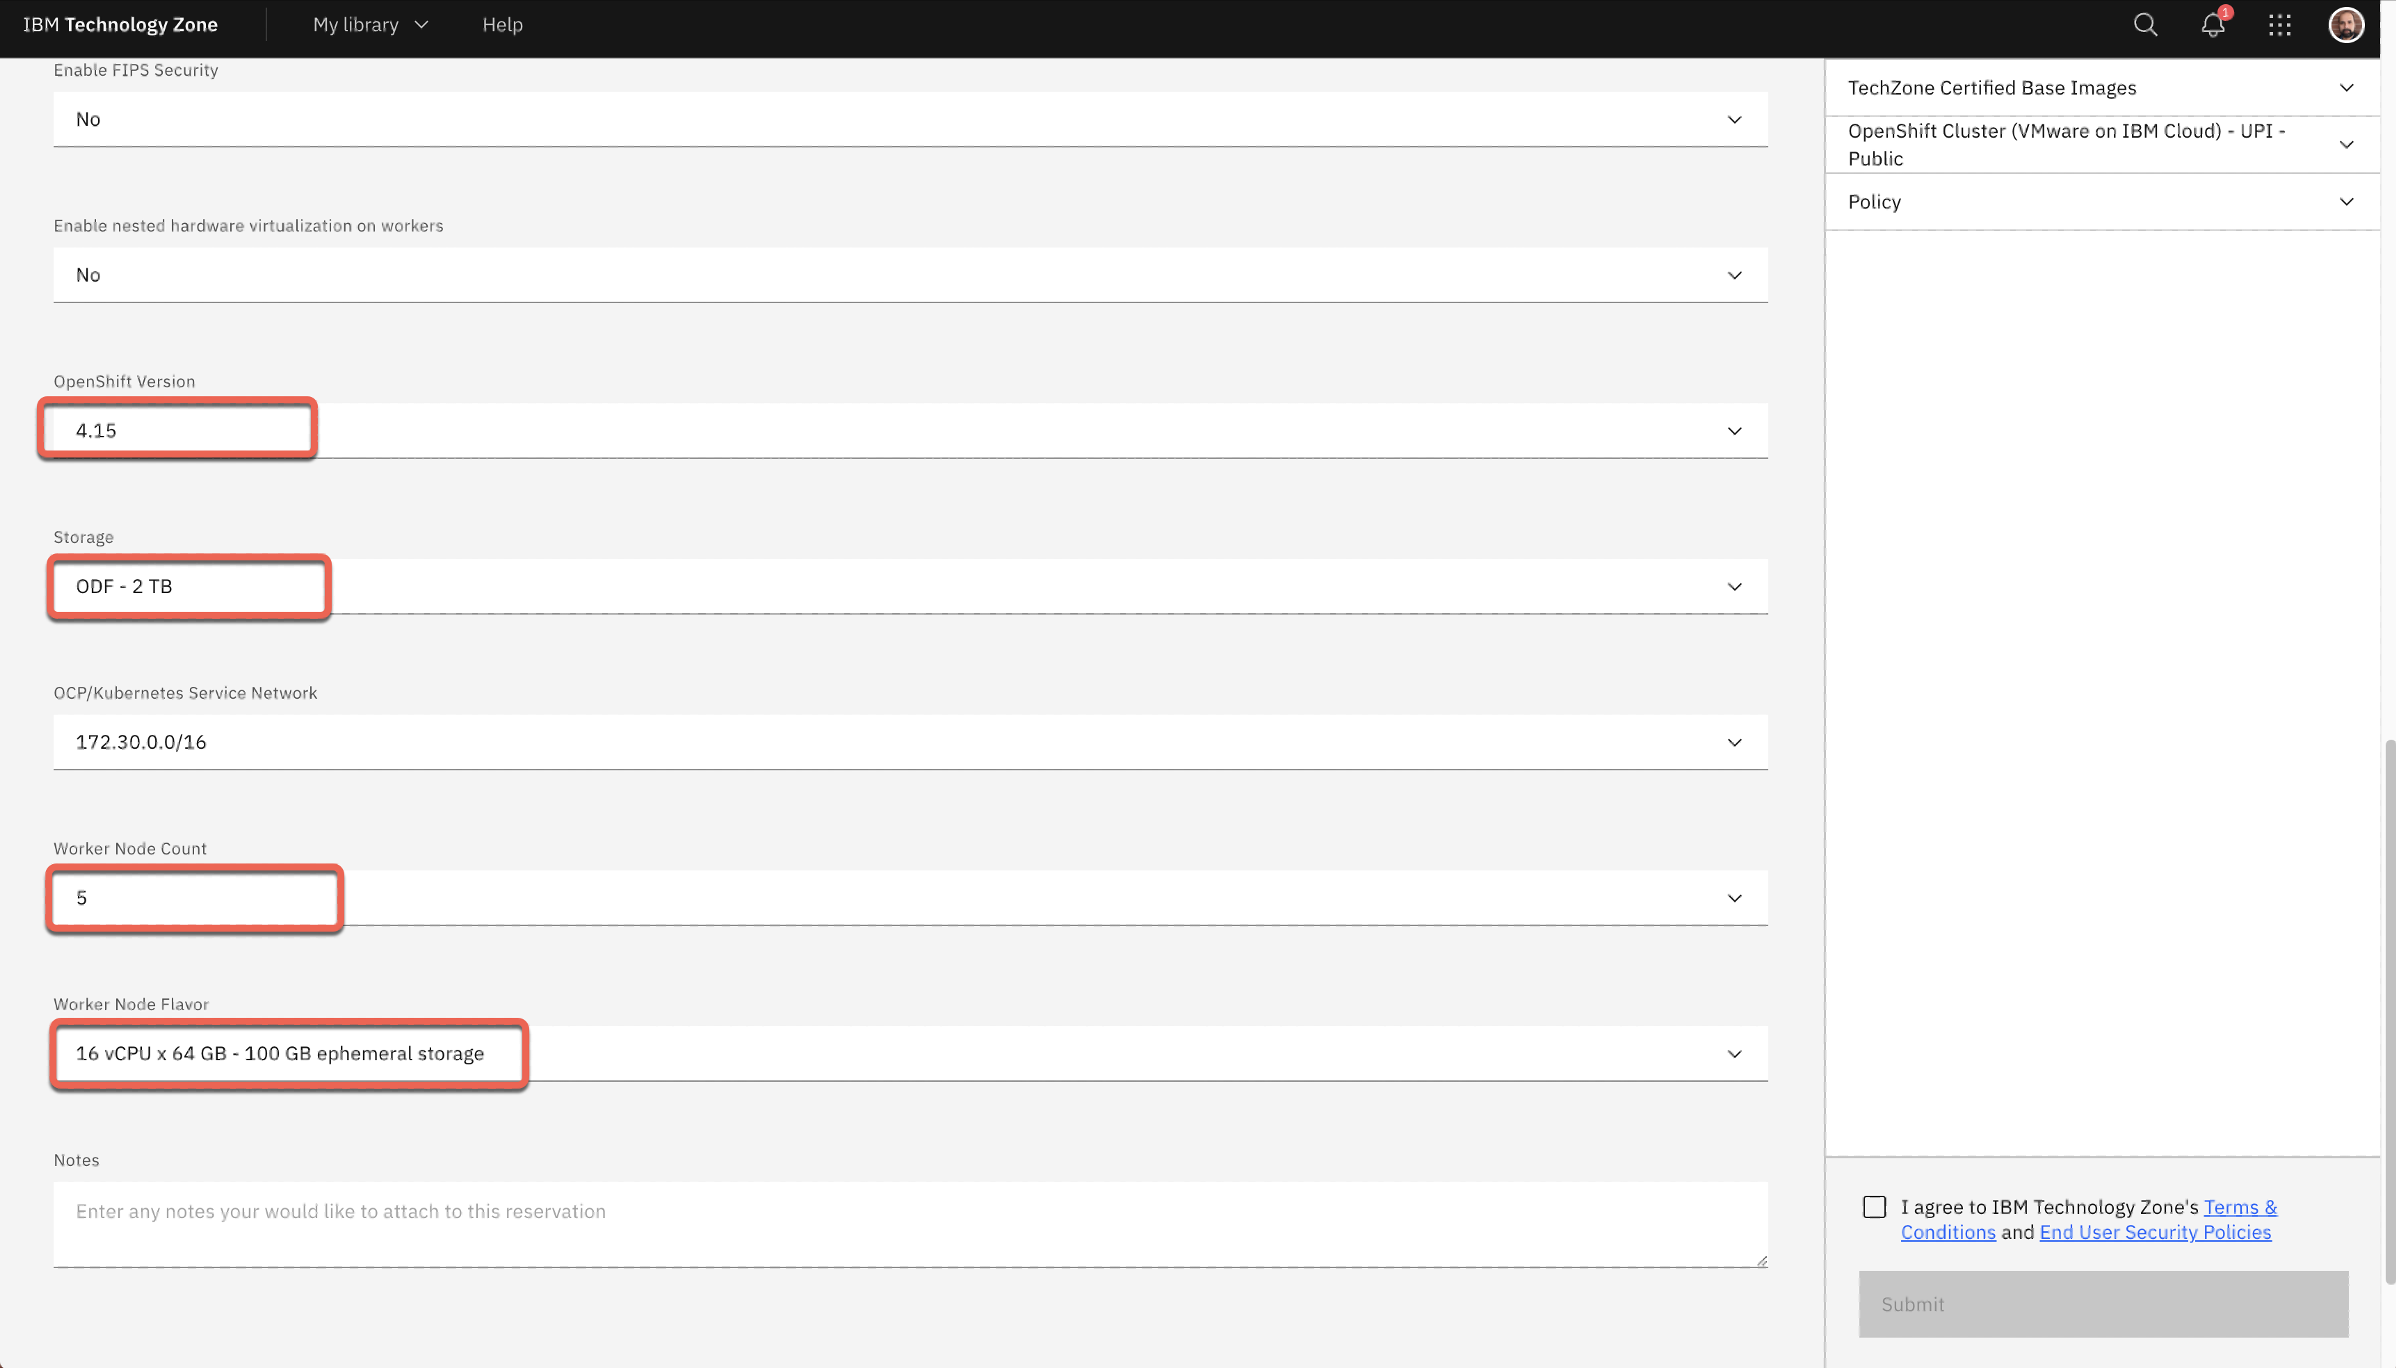 IBM Technology Zone
My library
Help
1
Enable FIPS Security
No
Enable nested hardware virtualization on workers
No
OpenShift Version
4.15
Storage
ODF - 2 TB
OCP/Kubernetes Service Network
172.30.0.0/16
Worker Node Count
5
Worker Node Flavor
16 vCPU x 64 GB - 100 GB ephemeral storage
Notes
Enter any notes your would like to attach to this reservation
TechZone Certified Base Images
OpenShift Cluster (VMware on IBM Cloud) - UPI -
Public
Policy
I agree to IBM Technology Zone's Terms &
Conditions and End User Security Policies
Submit